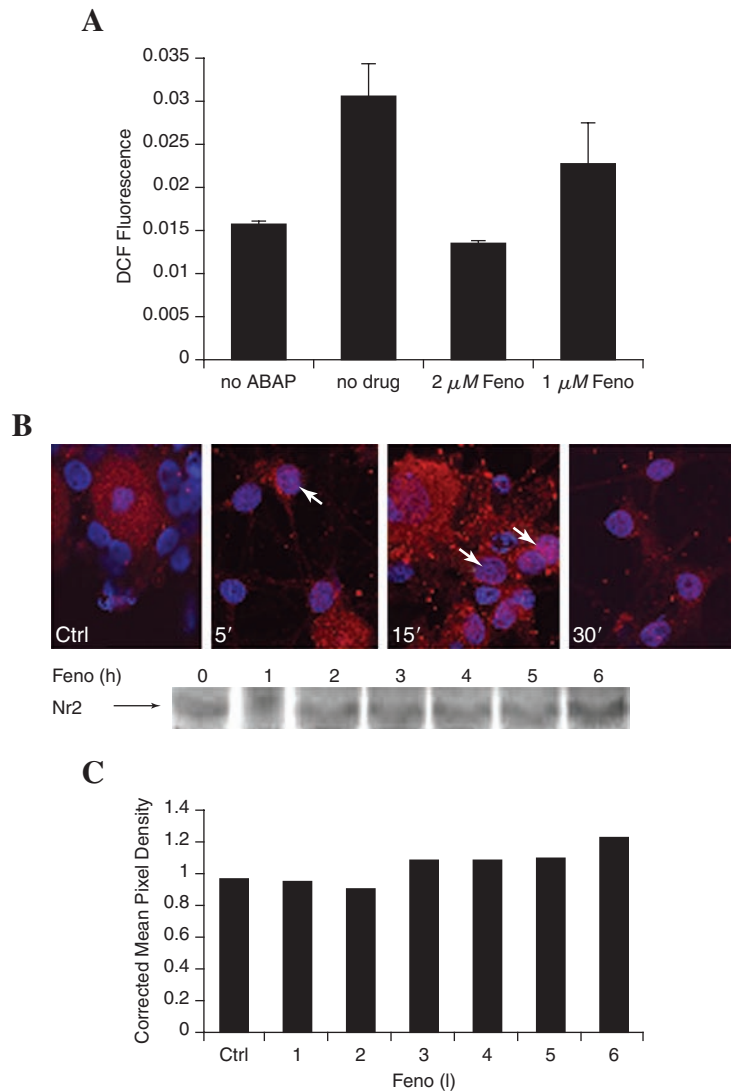 A
0.035
0.03
0.025
0.02
0.015
0.01
0.005
0
DCF Fluorescence
no ABAP no drug 2 μM Feno 1 μM Feno
B
Ctrl 5′ 15′ 30′
Feno (h) 0 1 2 3 4 5 6
Nr2
C
1.4
1.2
1
0.8
0.6
0.4
0.2
0
Corrected Mean Pixel Density
Ctrl 1 2 3 4 5 6
Feno (l)